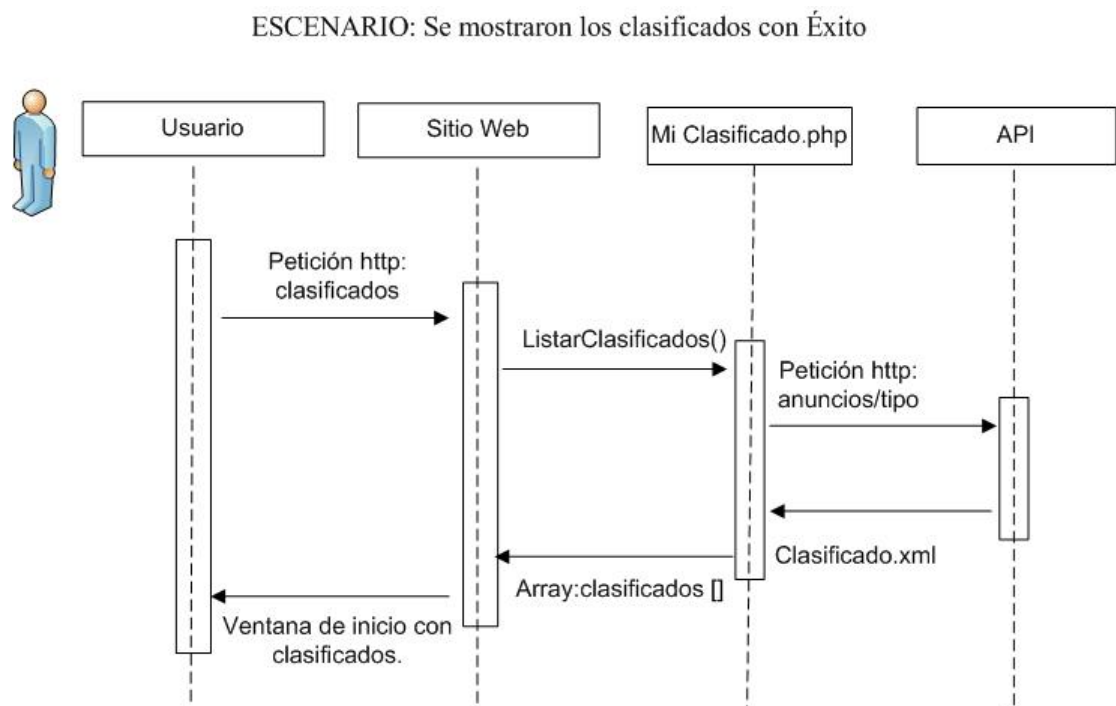 ESCENARIO: Se mostraron los clasificados con Éxito
Usuario
Sitio Web
Mi Clasificado.php
API
Petición http:
clasificados
ListarClasificados()
Petición http:
anuncios/tipo
Clasificado.xml
Array:clasificados []
Ventana de inicio con
clasificados.